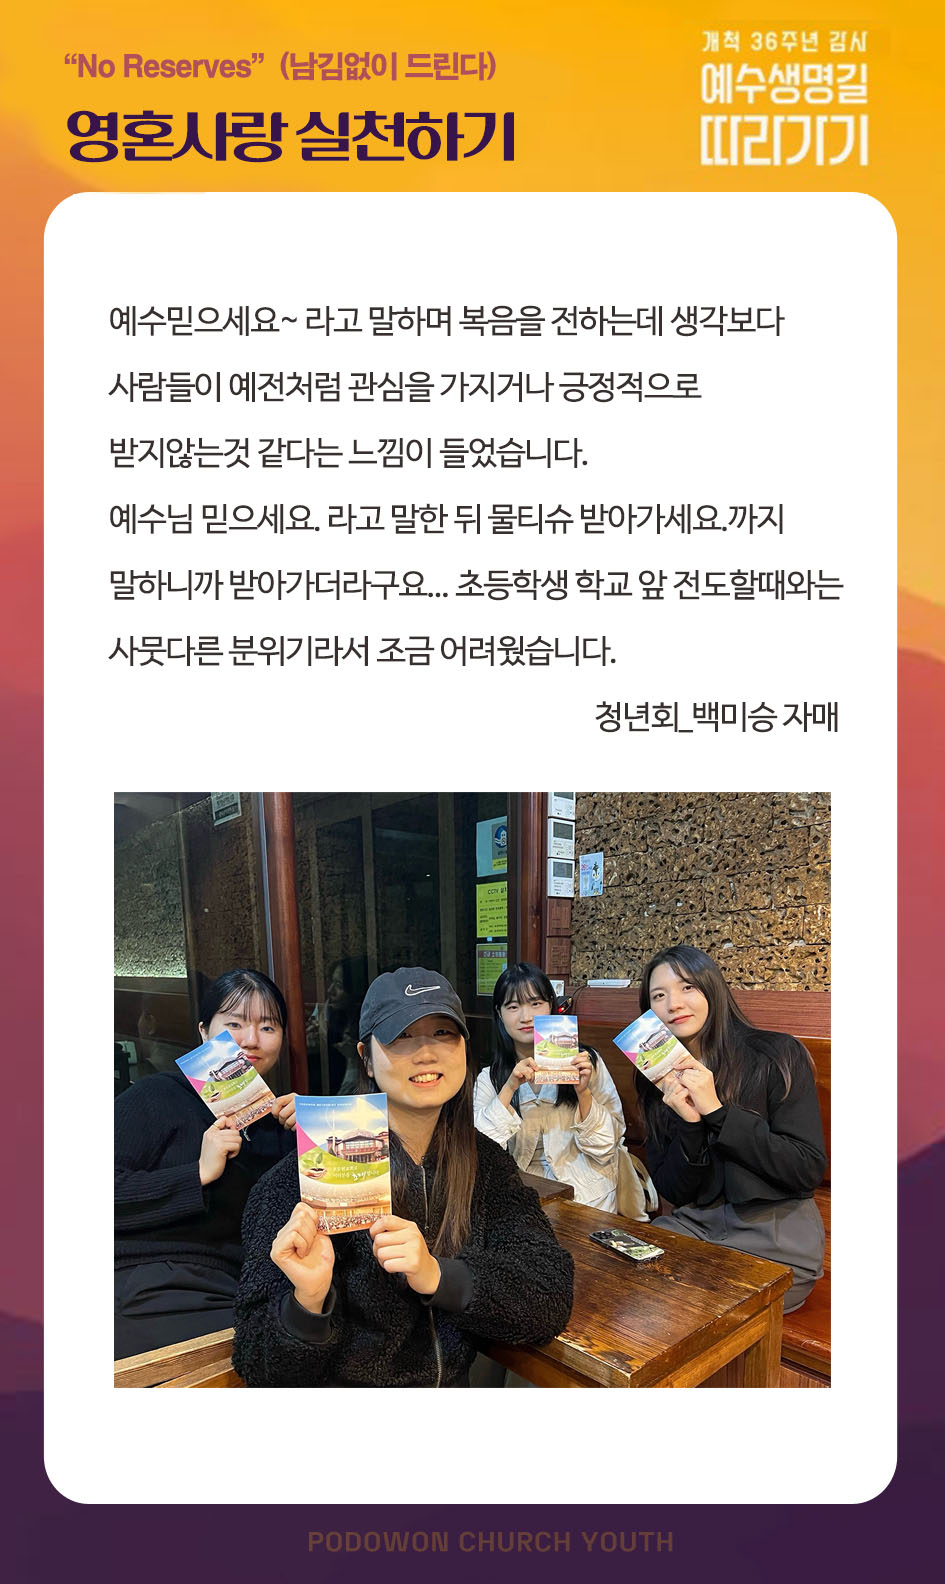 “No Reserves” (남김없이 드린다)
영혼사랑 실천하기
개척 36주년 감사
예수생명길
따라가기
예수믿으세요~ 라고 말하며 복음을 전하는데 생각보다
사람들이 예전처럼 관심을 가지거나 긍정적으로
받지않는것 같다는 느낌이 들었습니다.
예수님 믿으세요. 라고 말한 뒤 물티슈 받아가세요.까지
말하니까 받아가더라구요... 초등학생 학교 앞 전도할때와는
사뭇다른 분위기라서 조금 어려웠습니다.
청년회_백미승 자매
CCTV
PODOWON CHURCH YOUTH